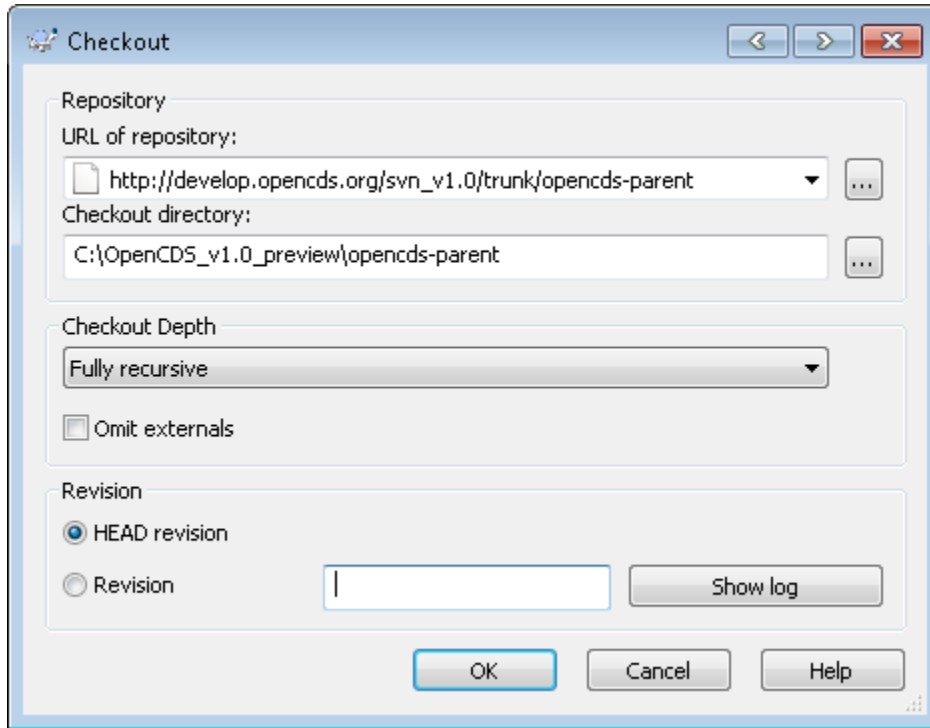 Checkout
Repository
URL of repository:
http://develop.opencds.org/svn_v1.0/trunk/opencds-parent
...
Checkout directory:
C:\OpenCDS_v1.0_preview\opencds-parent
...
Checkout Depth
Fully recursive
Omit externals
Revision
HEAD revision
Revision
Show log
OK Cancel Help